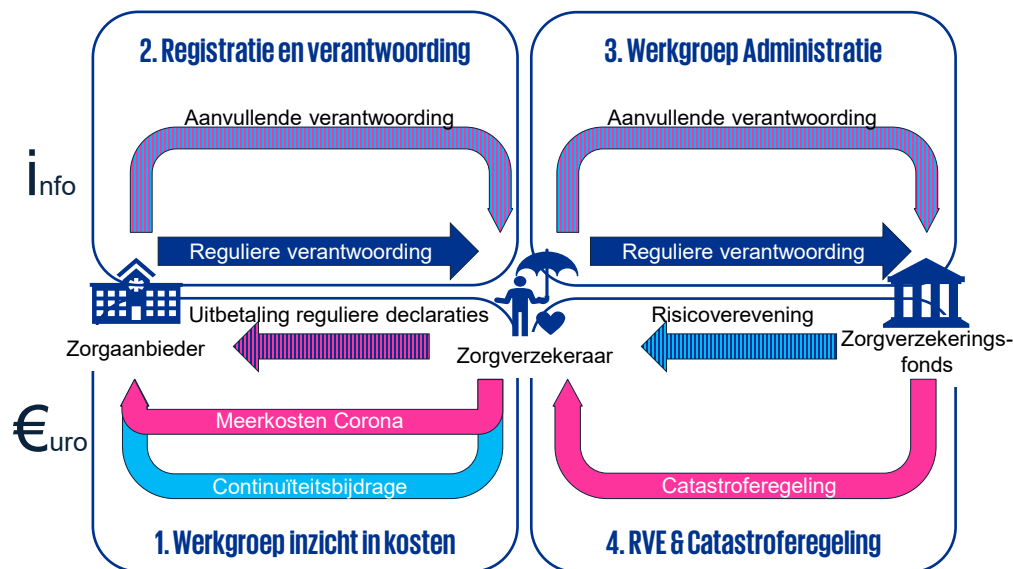 2. Registratie en verantwoording
3. Werkgroep Administratie
Aanvullende verantwoording
Aanvullende verantwoording
info
Reguliere verantwoording
Reguliere verantwoording
Uitbetaling reguliere declaraties
Risicoverevening
Zorgaanbieder
Zorgverzekeraar
Zorgverzekerings-
fonds
€uro
Meerkosten Corona
Continuïteitsbijdrage
Catastroferegeling
1. Werkgroep inzicht in kosten
4. RVE & Catastroferegeling